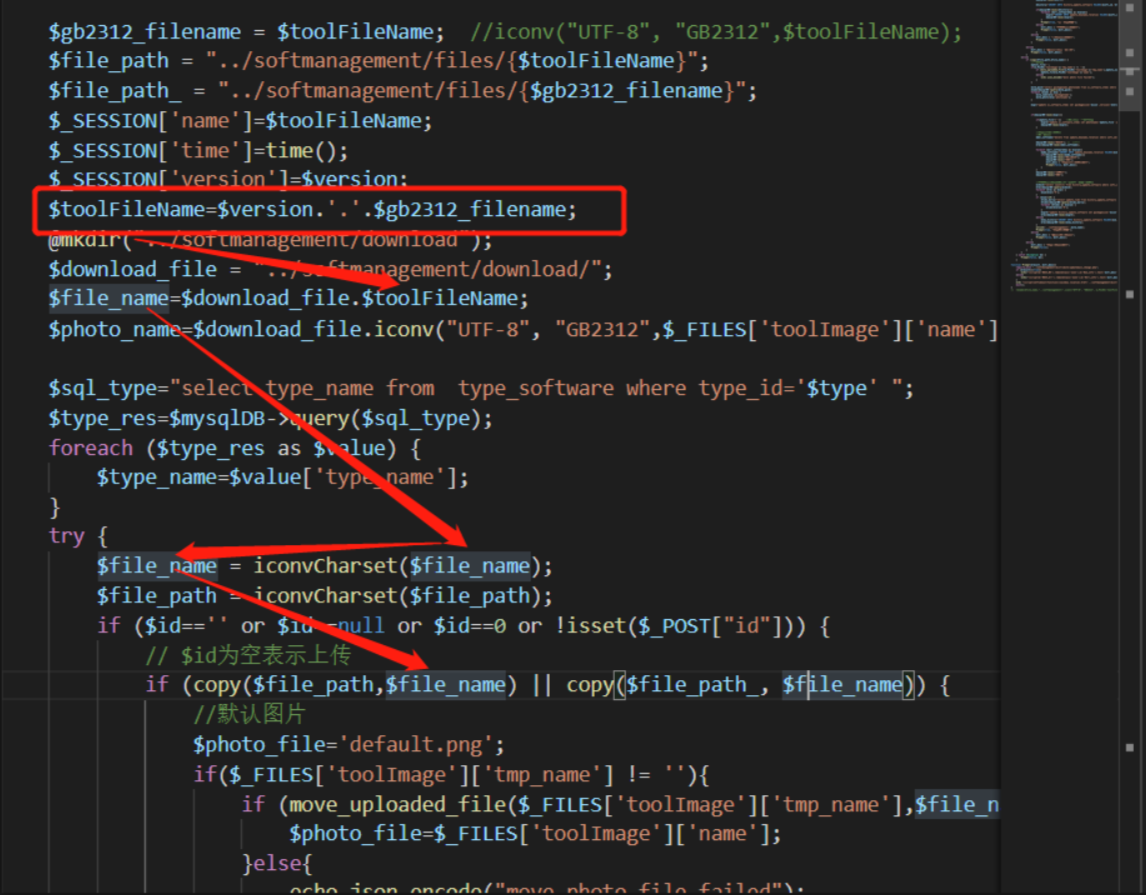 $gb2312_filename = $toolFileName;  //iconv("UTF-8", "GB2312",$toolFileName);
$file_path = "../softmanagement/files/{$toolFileName}";
$file_path_ = "../softmanagement/files/{$gb2312_filename}";
$_SESSION['name']=$toolFileName;
$_SESSION['time']=time();
$_SESSION['version']=$version;
$toolFileName=$version.'.'.$gb2312_filename;
@mkdir("../softmanagement/download");
$download_file = "../softmanagement/download/";
$file_name=$download_file.$toolFileName;
$photo_name=$download_file.iconv("UTF-8", "GB2312",$_FILES['toolImage']['name']
$sql_type="select type_name from  type_software where type_id='$type' ";
$type_res=$mysqlDB->query($sql_type);
foreach ($type_res as $value) {
$type_name=$value['type_name'];
}
try {
$file_name = iconvCharset($file_name);
$file_path = iconvCharset($file_path);
if ($id=='' or $id==null or $id==0 or !isset($_POST["id"])) {
// $id为空表示上传
if (copy($file_path,$file_name) || copy($file_path_, $file_name)) {
//默认图片
$photo_file='default.png';
if($_FILES['toolImage']['tmp_name'] != ''){
if (move_uploaded_file($_FILES['toolImage']['tmp_name'],$file_n
$photo_file=$_FILES['toolImage']['name'];
}else{
echo json_encode("move photo file failed");